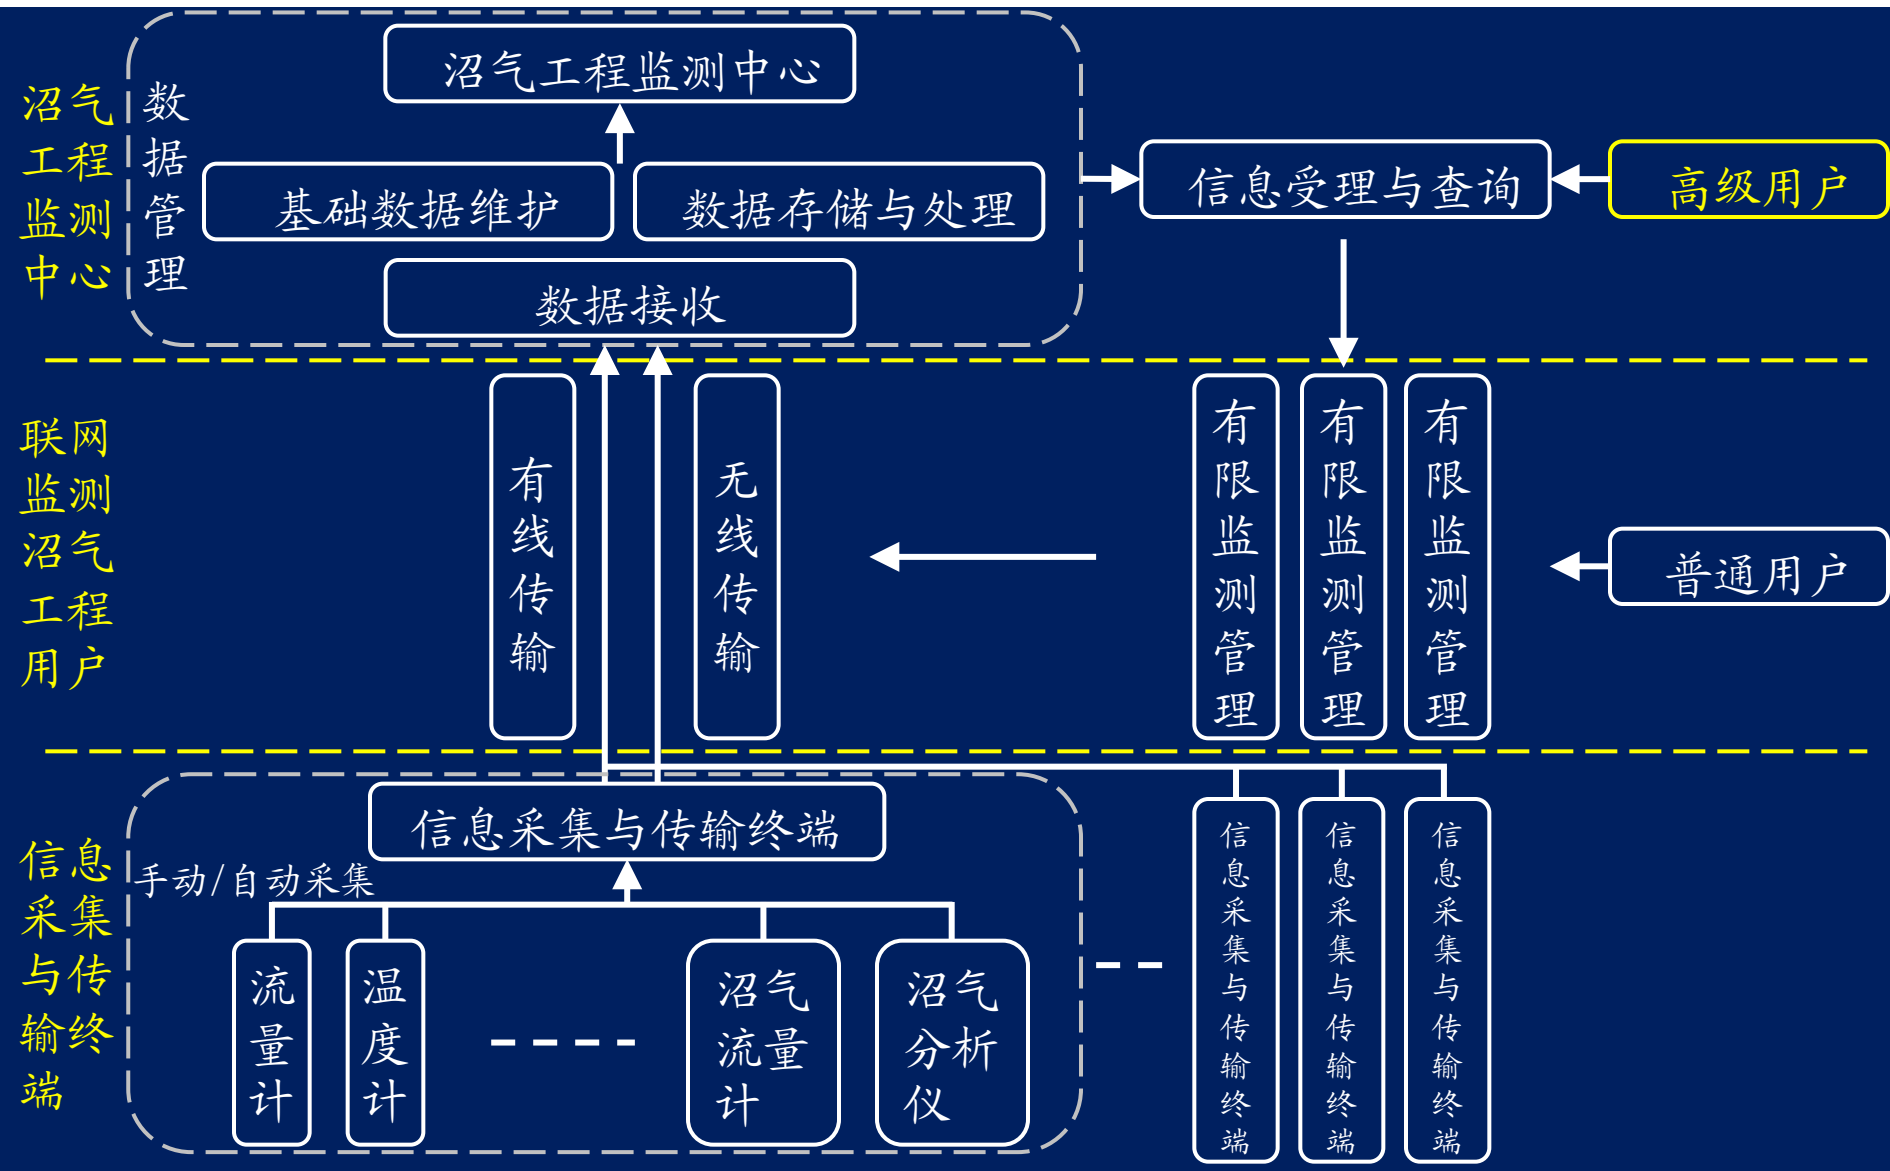 沼气工程监测中心
沼气
工程
监测
中心
数据管理
基础数据维护
数据存储与处理
数据接收
信息受理与查询
高级用户
联网
监测
沼气
工程
用户
有线传输
无线传输
有限监测管理
有限监测管理
有限监测管理
普通用户
信息
采集
与传
输终
端
信息采集与传输终端
手动/自动采集
流量计
温度计
沼气
流量
计
沼气
分析
仪
信息采集与传输终端
信息采集与传输终端
信息采集与传输终端